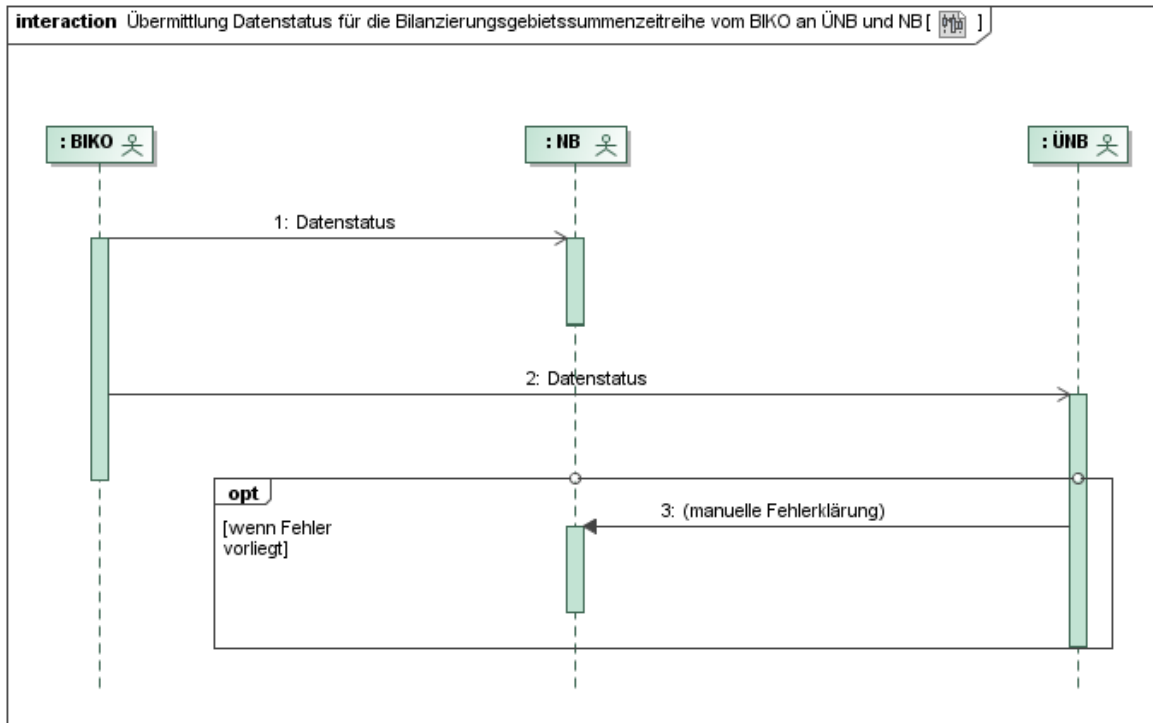 interaction Übermittlung Datenstatus für die Bilanzierungsgebietssummenzeitreihe vom BIKO an ÜNB und NB [ ]
: BIKO
: NB
: ÜNB
1: Datenstatus
2: Datenstatus
opt
[wenn Fehler
vorliegt]
3: (manuelle Fehlerklärung)